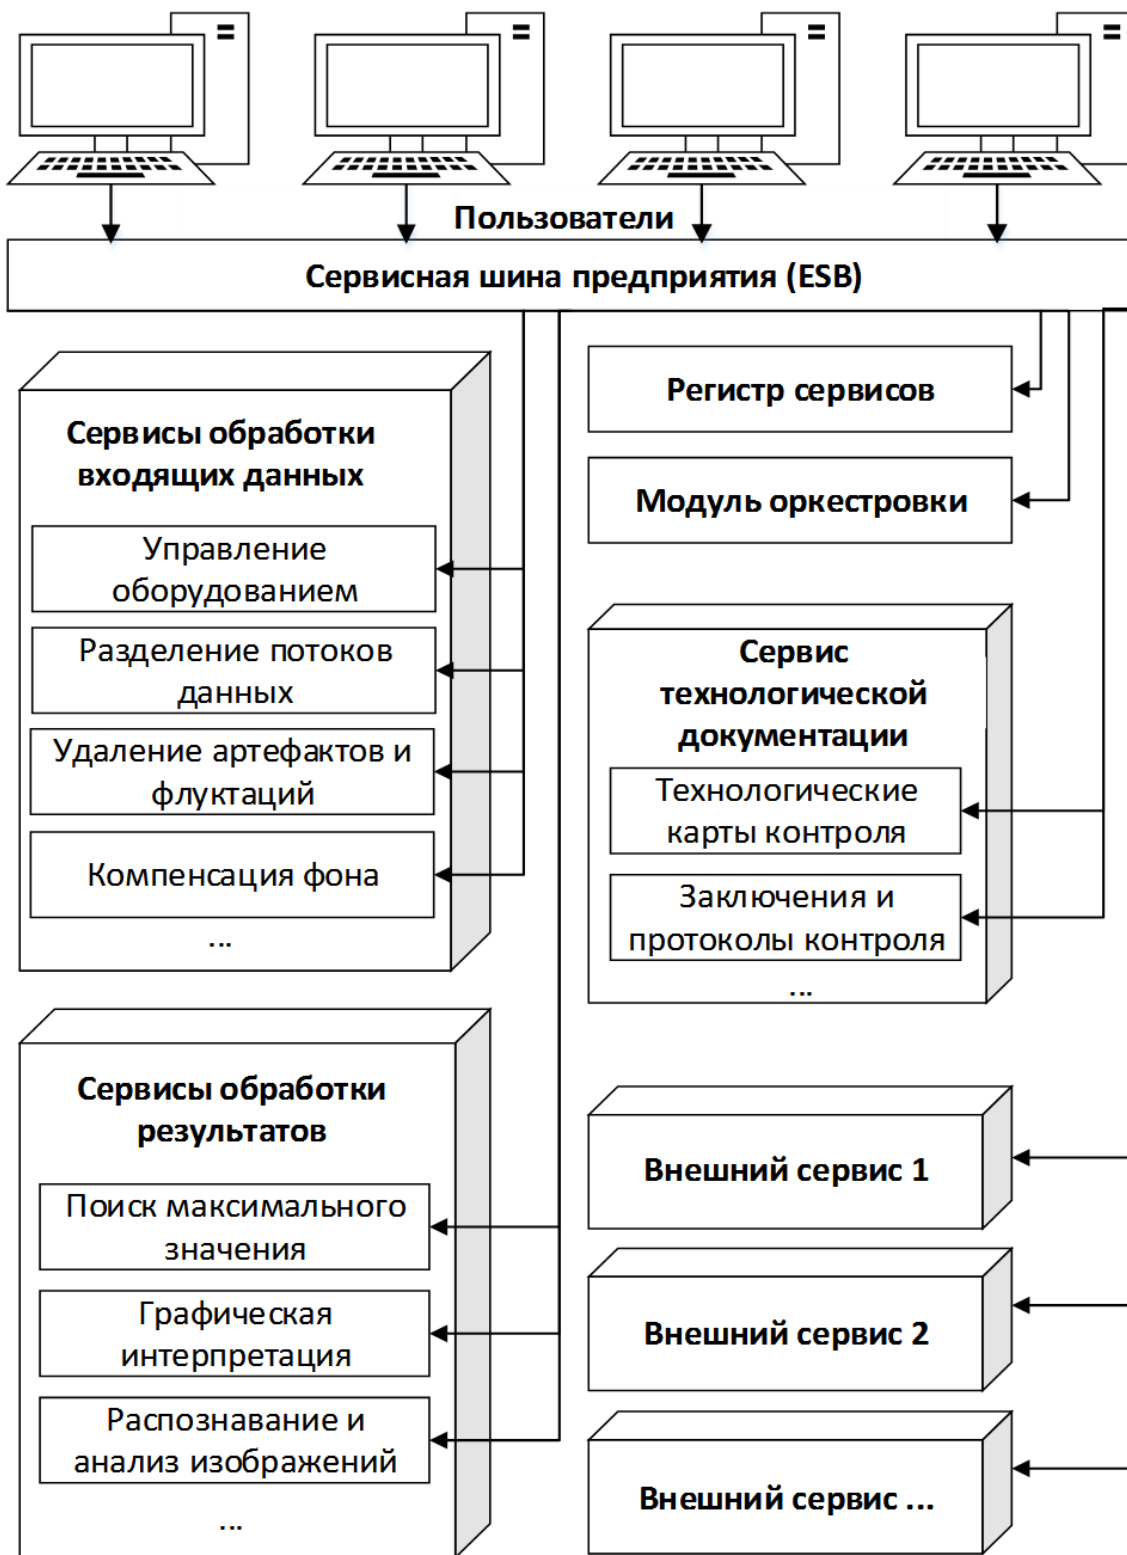 Пользователи
Сервисная шина предприятия (ESB)
Сервисы обработки
входящих данных
Управление
оборудованием
Разделение потоков
данных
Удаление артефактов и
флуктаций
Компенсация фона
...
Сервисы обработки
результатов
Поиск максимального
значения
Графическая
интерпретация
Распознавание и
анализ изображений
...
Регистр сервисов
Модуль оркестровки
Сервис
технологической
документации
Технологические
карты контроля
Заключения и
протоколы контроля
...
Внешний сервис 1
Внешний сервис 2
Внешний сервис ...